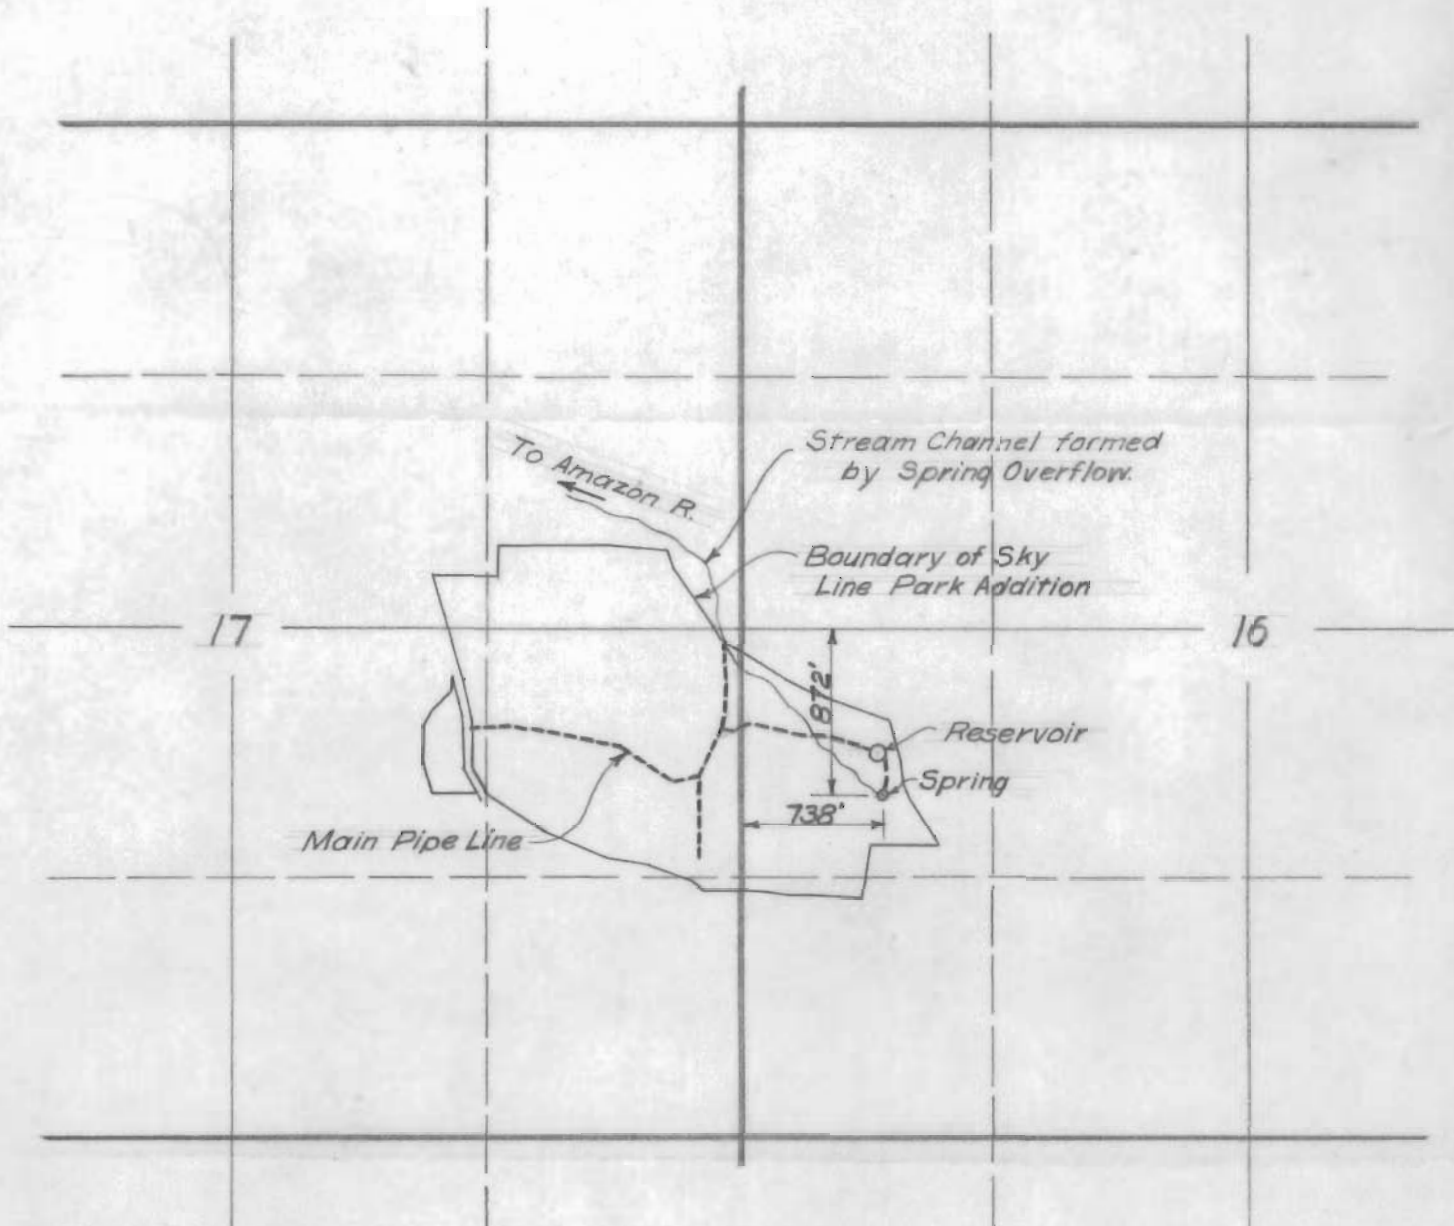 To Amazon R.
Stream Channel formed
by Spring Overflow.
Boundary of Sky
Line Park Addition
17
16
872'
Reservoir
Spring
738'
Main Pipe Line